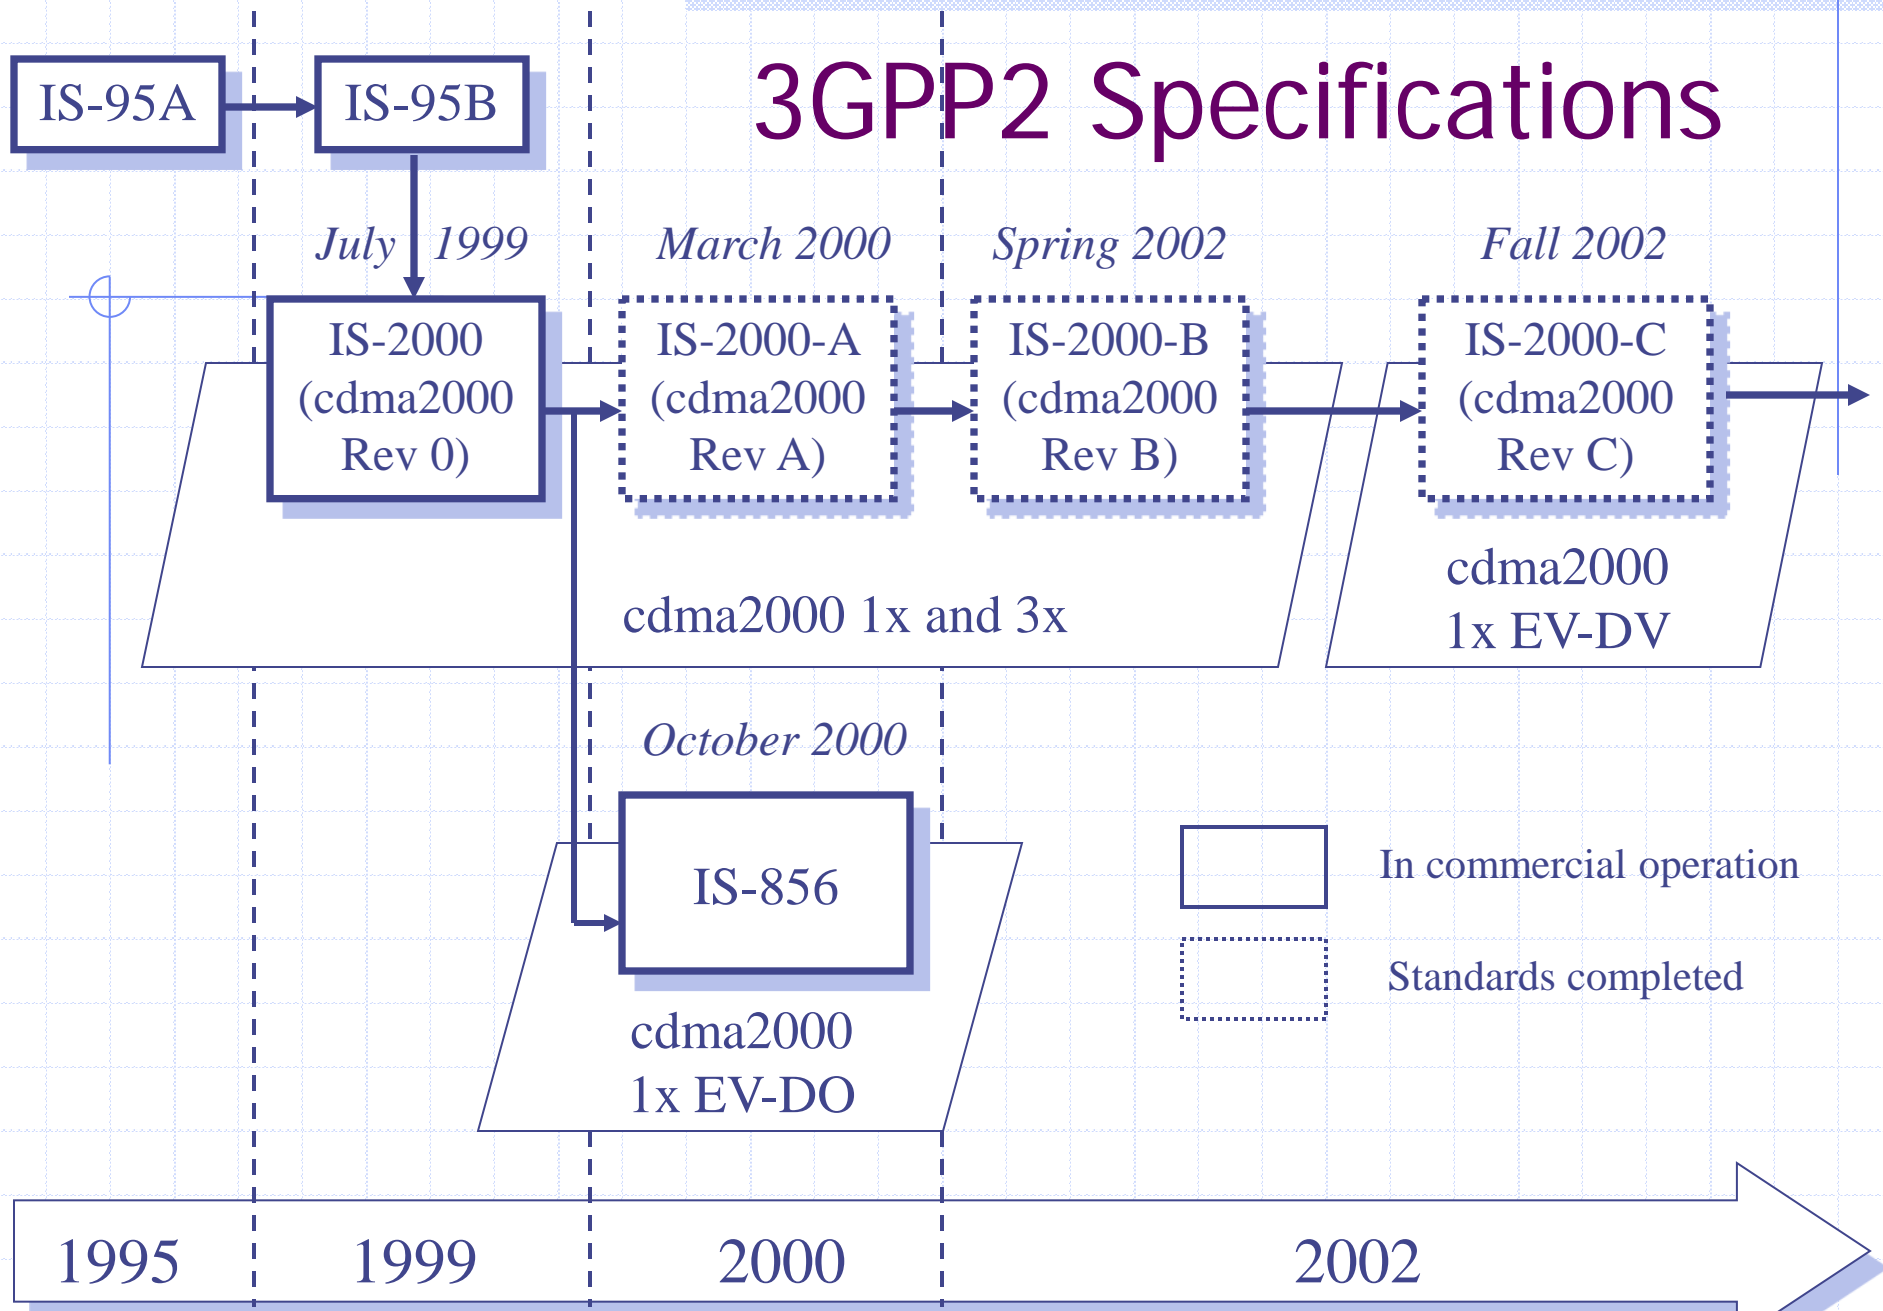 3GPP2 Specifications
IS-95A
IS-95B
July 1999
March 2000
Spring 2002
Fall 2002
IS-2000
(cdma2000
Rev 0)
IS-2000-A
(cdma2000
Rev A)
IS-2000-B
(cdma2000
Rev B)
IS-2000-C
(cdma2000
Rev C)
cdma2000 1x and 3x
cdma2000
1x EV-DV
October 2000
IS-856
cdma2000
1x EV-DO
In commercial operation
Standards completed
1995
1999
2000
2002